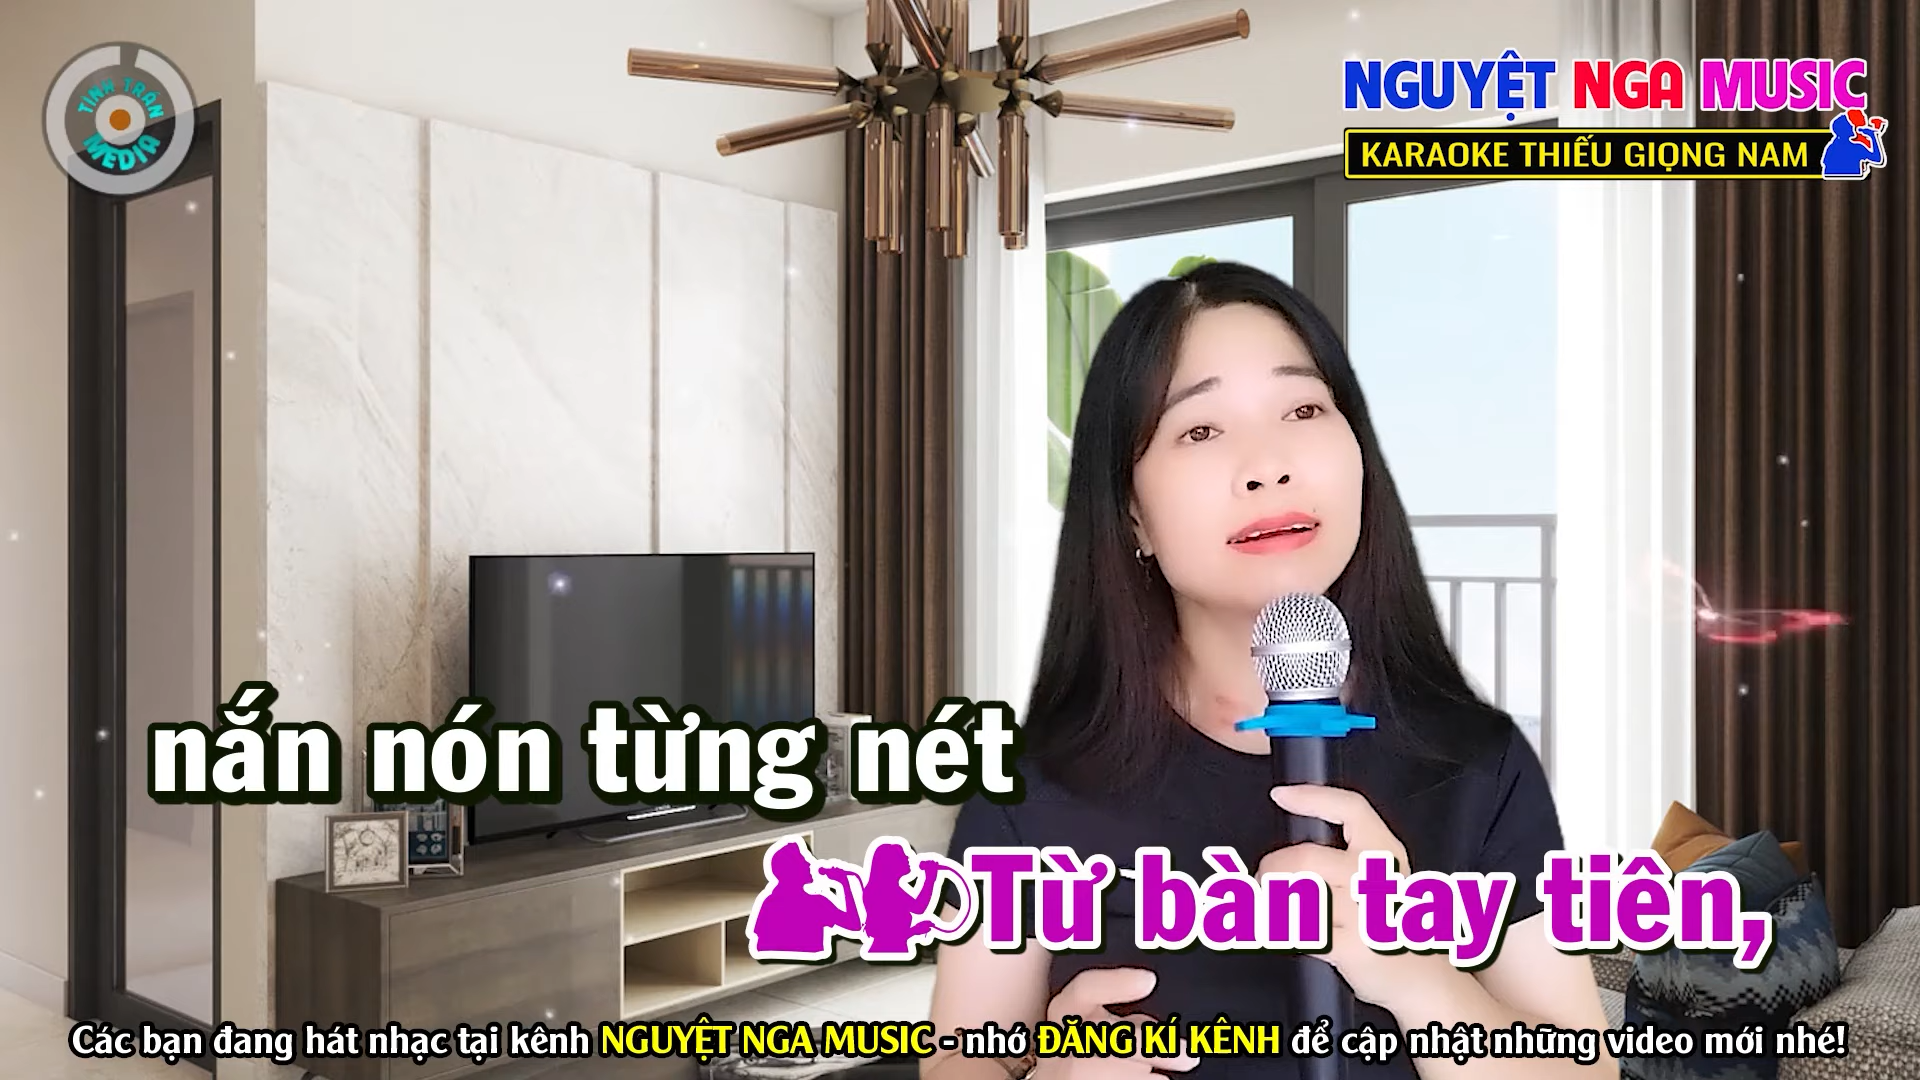 TÌNH TRẦN
MEDIA
NGUYỆT NGA MUSIC
KARAOKE THIẾU GIỌNG NAM
nắn nón từng nét
Từ bàn tay tiên,
Các bạn đang hát nhạc tại kênh NGUYỆT NGA MUSIC - nhớ ĐĂNG KÍ KÊNH để cập nhật những video mới nhé!